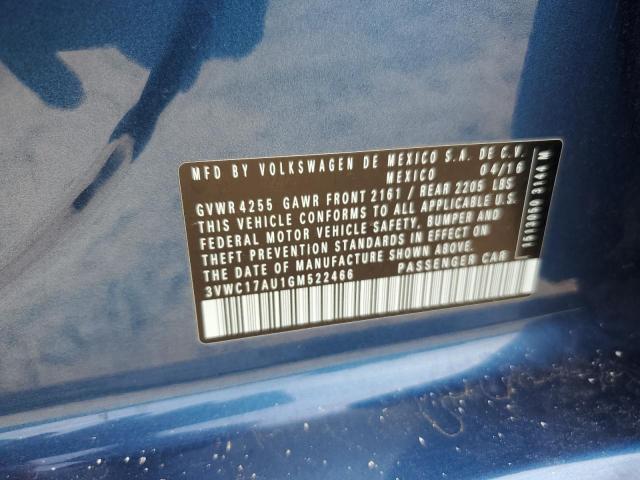 MFD BY VOLKSWAGEN DE MEXICO S.A. DE C.V.
MEXICO 04/16
GVWR 4255 GAWR FRONT 2161 / REAR 2205 LBS
THIS VEHICLE CONFORMS TO ALL APPLICABLE U.S.
FEDERAL MOTOR VEHICLE SAFETY, BUMPER AND
THEFT PREVENTION STANDARDS IN EFFECT ON
THE DATE OF MANUFACTURE SHOWN ABOVE.
3VWC17AU1GM522466 PASSENGER CAR